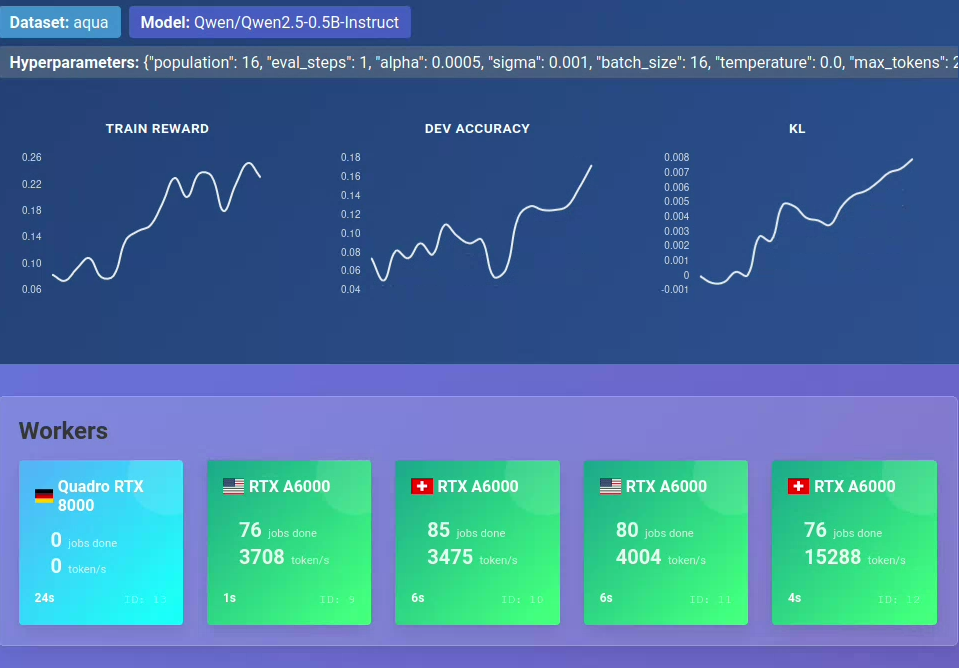 Dataset: aqua
Model: Qwen/Qwen2.5-0.5B-Instruct
Hyperparameters: {"population": 16, "eval_steps": 1, "alpha": 0.0005, "sigma": 0.001, "batch_size": 16, "temperature": 0.0, "max_tokens": 2
TRAIN REWARD
0.26
0.22
0.18
0.14
0.10
0.06
DEV ACCURACY
0.18
0.16
0.14
0.12
0.10
0.08
0.06
0.04
KL
0.008
0.007
0.006
0.005
0.004
0.003
0.002
0.001
0
-0.001
Workers
Quadro RTX
8000
0 jobs done
0 token/s
24s
RTX A6000
76 jobs done
3708 token/s
1s ID: 9
RTX A6000
85 jobs done
3475 token/s
6s ID: 10
RTX A6000
80 jobs done
4004 token/s
6s ID: 11
RTX A6000
76 jobs done
15288 token/s
4s ID: 12